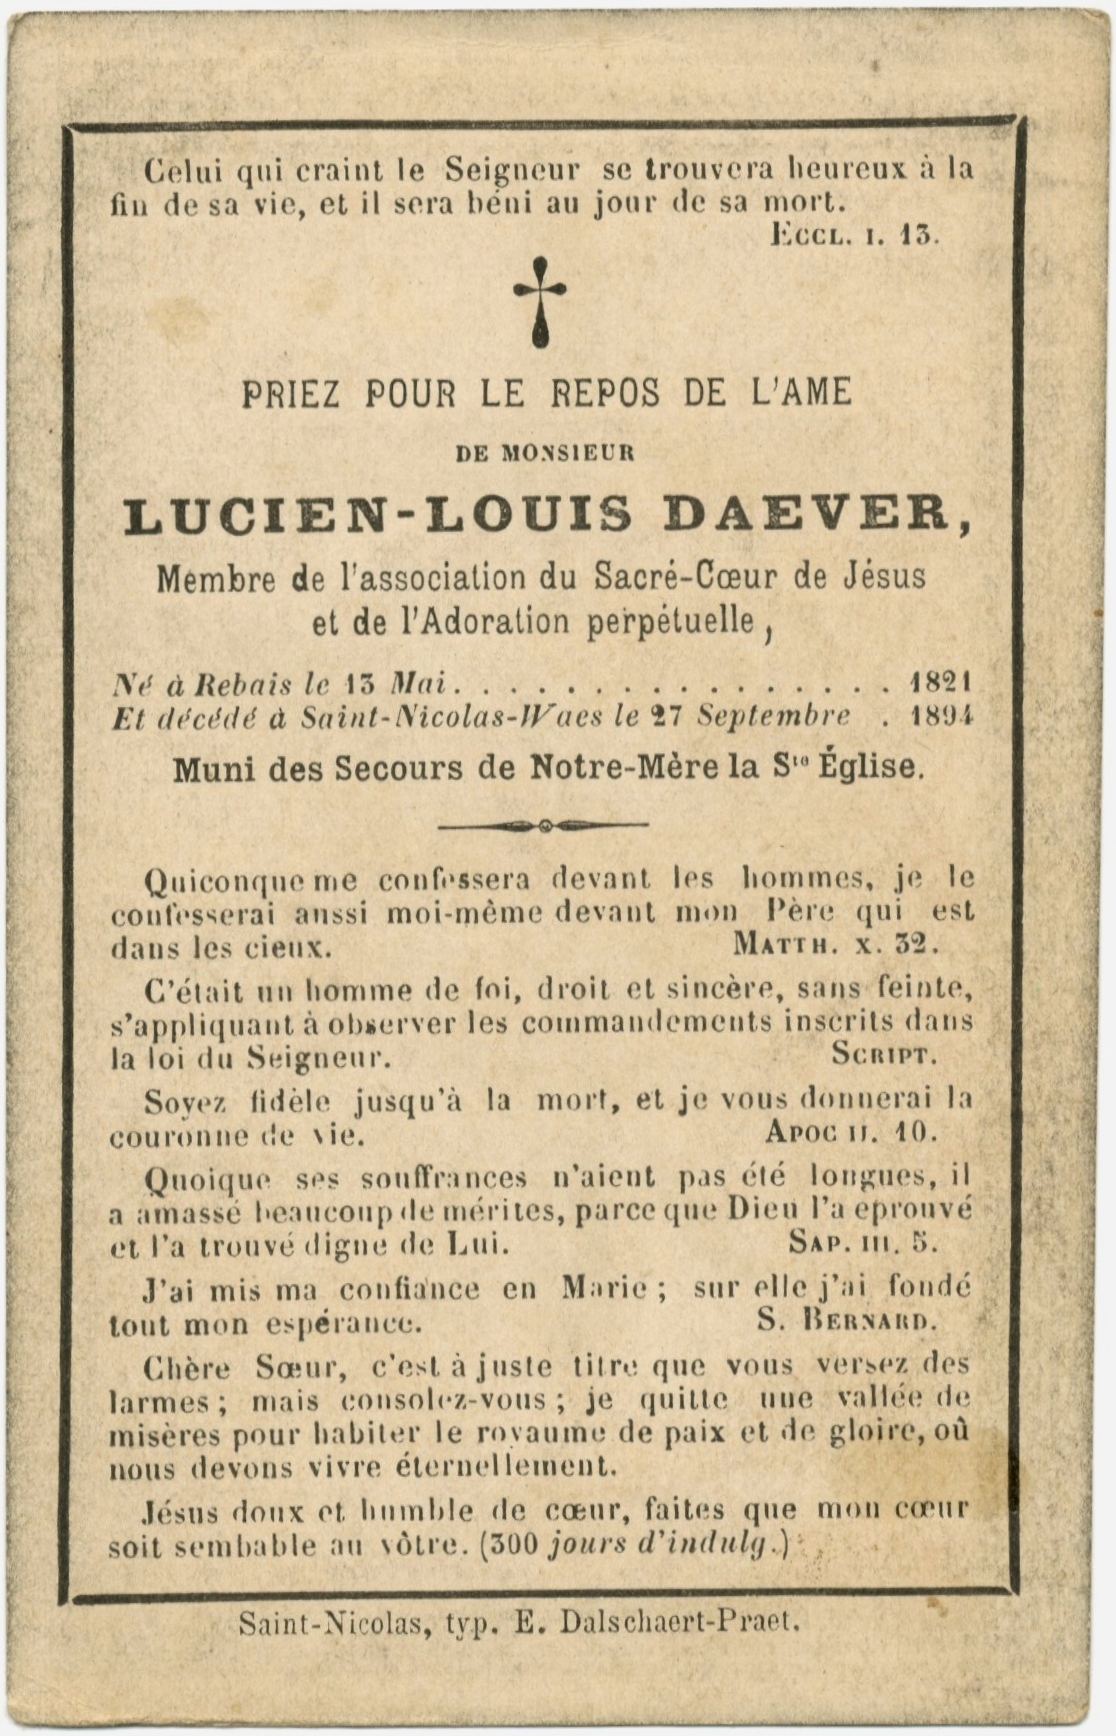 Celui qui craint le Seigneur se trouvera heureux à la
fin de sa vie, et il sera béni au jour de sa mort.
ECCL. I. 13.
PRIEZ POUR LE REPOS DE L'AME
DE MONSIEUR
LUCIEN-LOUIS DAEVER,
Membre de l'association du Sacré-Cœur de Jésus
et de l'Adoration perpétuelle,
Né à Rebais le 13 Mai. . . . . . . . . . . . . . . . 1821
Et décédé à Saint-Nicolas-Waes le 27 Septembre . 1894
Muni des Secours de Notre-Mère la Ste Église.
Quiconque me confessera devant les hommes, je le
confesserai aussi moi-même devant mon Père qui est
dans les cieux. MATTH. X. 32.
C'était un homme de foi, droit et sincère, sans feinte,
s'appliquant à observer les commandements inscrits dans
la loi du Seigneur. SCRIPT.
Soyez fidèle jusqu'à la mort, et je vous donnerai la
couronne de vie. APOC II. 10.
Quoique ses souffrances n'aient pas été longues, il
a amassé beaucoup de mérites, parce que Dieu l'a eprouvé
et l'a trouvé digne de Lui. SAP. III. 5.
J'ai mis ma confiance en Marie ; sur elle j'ai fondé
tout mon espérance. S. BERNARD.
Chère Sœur, c'est à juste titre que vous versez des
larmes ; mais consolez-vous ; je quitte une vallée de
misères pour habiter le royaume de paix et de gloire, où
nous devons vivre éternellement.
Jésus doux et humble de cœur, faites que mon cœur
soit sembable au vôtre. (300 jours d'indulg.)
Saint-Nicolas, typ. E. Dalschaert-Praet.